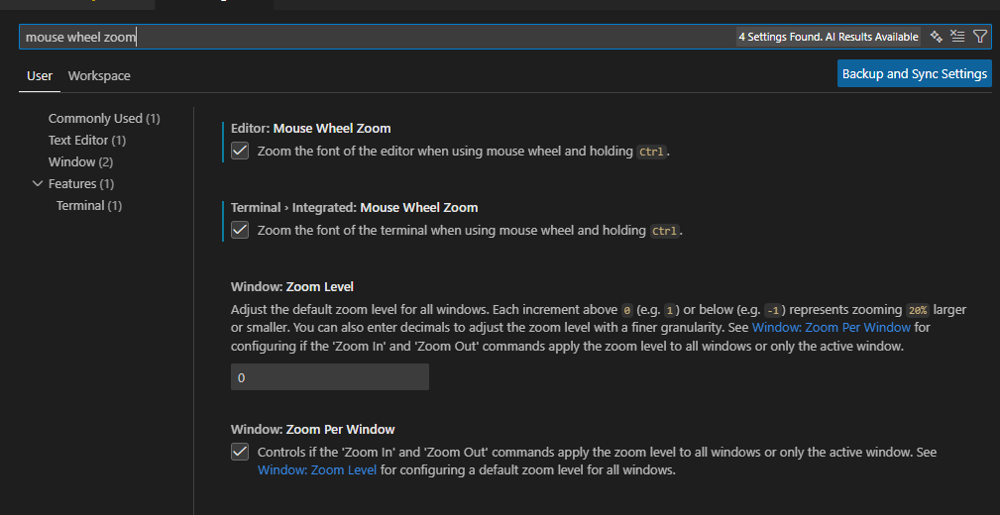 mouse wheel zoom
4 Settings Found. AI Results Available
User
Workspace
Backup and Sync Settings
Commonly Used (1)
Text Editor (1)
Window (2)
Features (1)
Terminal (1)
Editor: Mouse Wheel Zoom
Zoom the font of the editor when using mouse wheel and holding Ctrl.
Terminal › Integrated: Mouse Wheel Zoom
Zoom the font of the terminal when using mouse wheel and holding Ctrl.
Window: Zoom Level
Adjust the default zoom level for all windows. Each increment above 0 (e.g. 1) or below (e.g. -1) represents zooming 20% larger
or smaller. You can also enter decimals to adjust the zoom level with a finer granularity. See Window: Zoom Per Window for
configuring if the 'Zoom In' and 'Zoom Out' commands apply the zoom level to all windows or only the active window.
0
Window: Zoom Per Window
Controls if the 'Zoom In' and 'Zoom Out' commands apply the zoom level to all windows or only the active window. See
Window: Zoom Level for configuring a default zoom level for all windows.